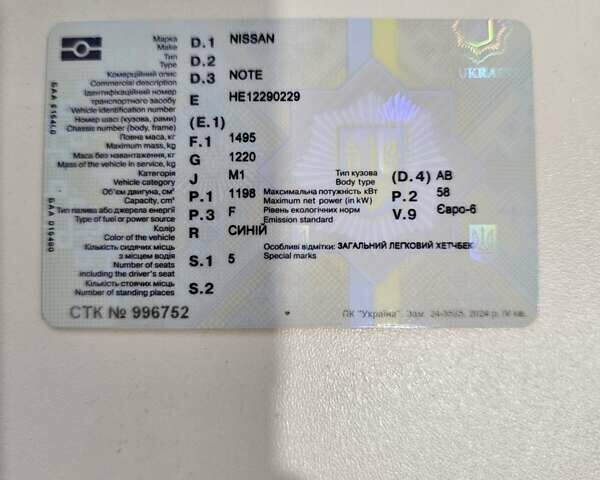 Марка D.1 NISSAN
Make
Тип D.2
Type
Комерційний опис D.3 NOTE
Commercial description
Ідентифікаційний номер
транспортного засобу E HE12290229
Vehicle identification number
Номер шасі (кузова, рами) (E.1)
Chassis number (body, frame)
Повна маса, кг F.1 1495
Maximum mass, kg
Маса без навантаження, кг G 1220
Mass of the vehicle in service, kg
Категорія J M1 Тип кузова (D.4) AB
Vehicle category Body type
Об'єм двигуна, см³ P.1 1198 Максимальна потужність кВт P.2 58
Capacity, cm³ Maximum net power (in kW)
Тип палива або джерела енергії P.3 F Рівень екологічних норм V.9 Євро-6
Type of fuel or power source Emission standard
Колір R СИНІЙ
Color of the vehicle
Кількість сидячих місць Особливі відмітки: ЗАГАЛЬНИЙ ЛЕГКОВИЙ ХЕТЧБЕК
з місцем водія S.1 5 Special marks
Number of seats
including the driver's seat
Кількість стоячих місць S.2
Number of standing places
СТК № 996752
ПК "Україна". Зам.